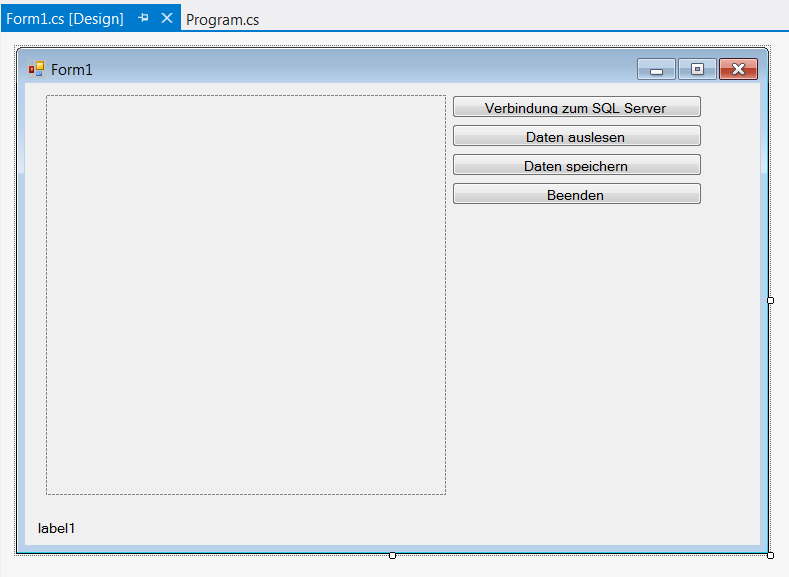 Form1.cs [Design] Program.cs
Form1
Verbindung zum SQL Server
Daten auslesen
Daten speichern
Beenden
label1